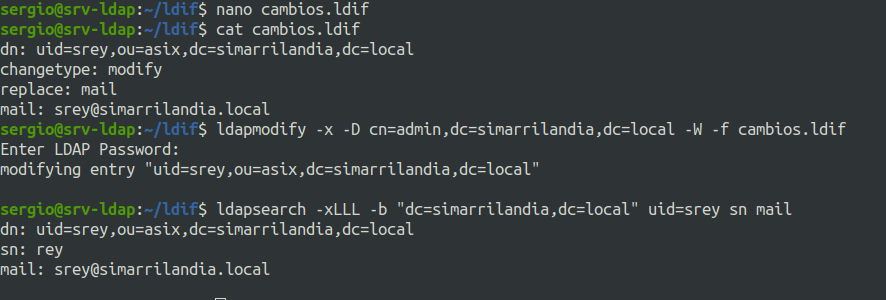 sergio@srv-ldap:~/ldif$ nano cambios.ldif
sergio@srv-ldap:~/ldif$ cat cambios.ldif
dn: uid=srey,ou=asix,dc=simarrilandia,dc=local
changetype: modify
replace: mail
mail: srey@simarrilandia.local
sergio@srv-ldap:~/ldif$ ldapmodify -x -D cn=admin,dc=simarrilandia,dc=local -W -f cambios.ldif
Enter LDAP Password:
modifying entry "uid=srey,ou=asix,dc=simarrilandia,dc=local"
sergio@srv-ldap:~/ldif$ ldapsearch -xLLL -b "dc=simarrilandia,dc=local" uid=srey sn mail
dn: uid=srey,ou=asix,dc=simarrilandia,dc=local
sn: rey
mail: srey@simarrilandia.local